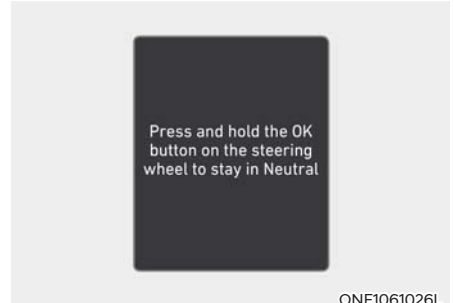 Press and hold the OK
button on the steering
wheel to stay in Neutral
ONE1061026L